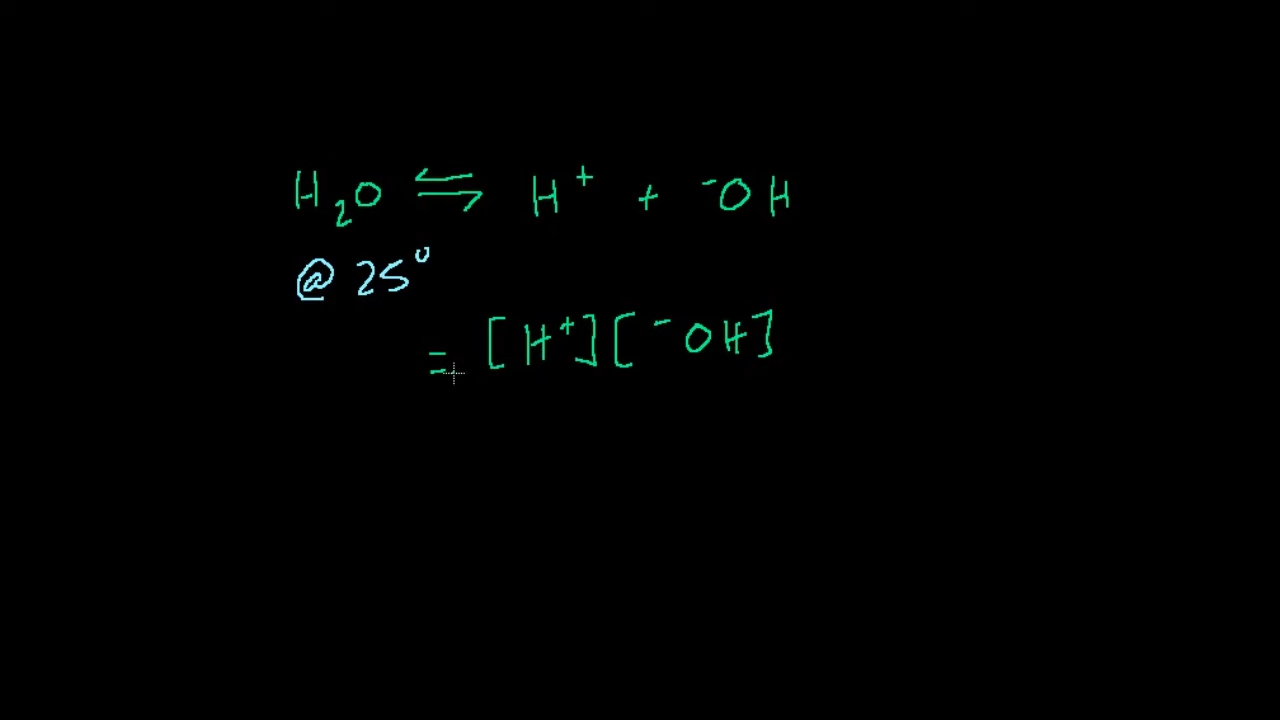 H₂O ⇌ H⁺ + ⁻OH
@ 25°
= [H⁺][⁻OH]